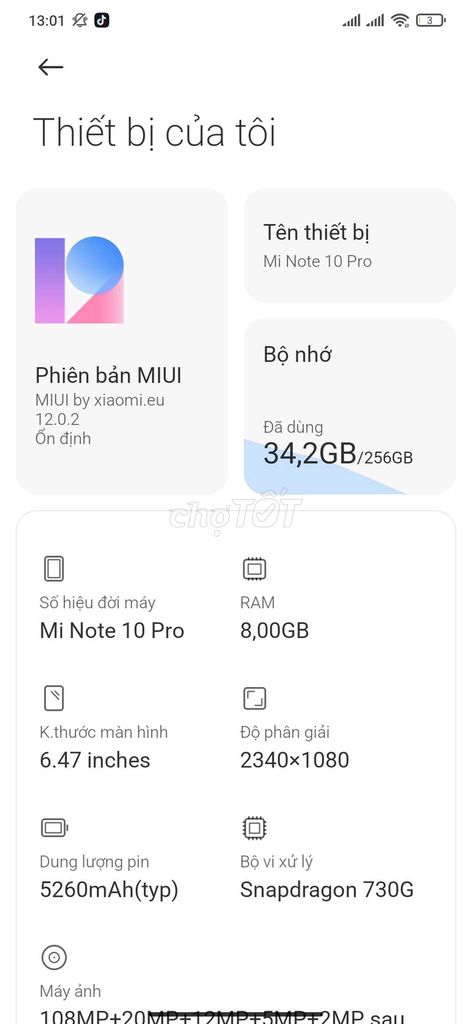 13:01
3
Thiết bị của tôi
Tên thiết bị
Mi Note 10 Pro
Phiên bản MIUI
MIUI by xiaomi.eu
12.0.2
Ổn định
Bộ nhớ
Đã dùng
34,2GB/256GB
chợTỐT
Số hiệu đời máy
Mi Note 10 Pro
RAM
8,00GB
K.thước màn hình
6.47 inches
Độ phân giải
2340×1080
Dung lượng pin
5260mAh(typ)
Bộ vi xử lý
Snapdragon 730G
Máy ảnh
108MP+20MP+12MP+5MP+2MP sau